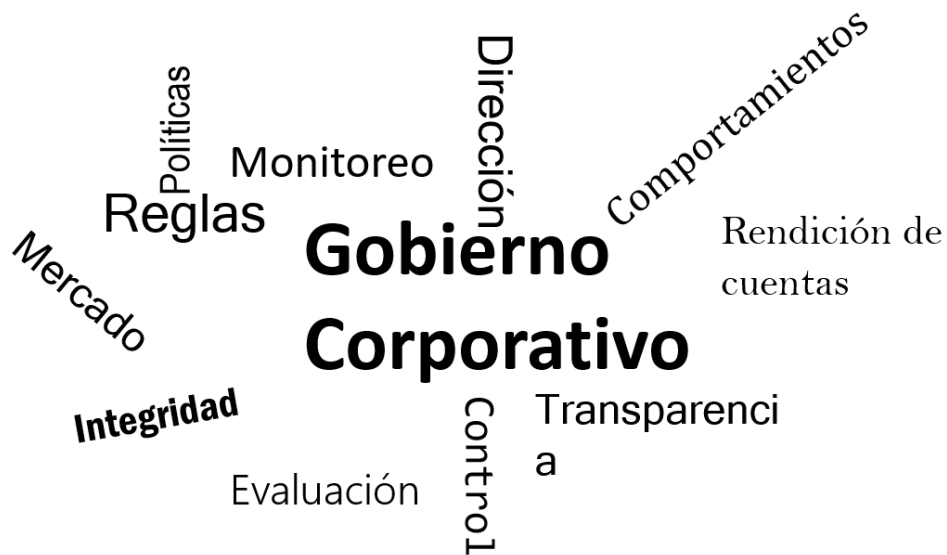 Dirección
Comportamientos
Políticas
Monitoreo
Reglas
Gobierno
Corporativo
Rendición de
cuentas
Mercado
Integridad
Transparenci
a
Control
Evaluación